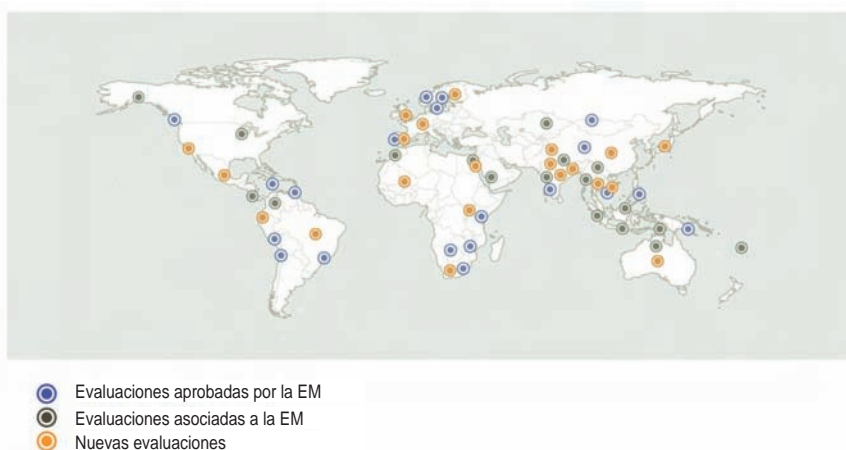 Evaluaciones aprobadas por la EM
Evaluaciones asociadas a la EM
Nuevas evaluaciones